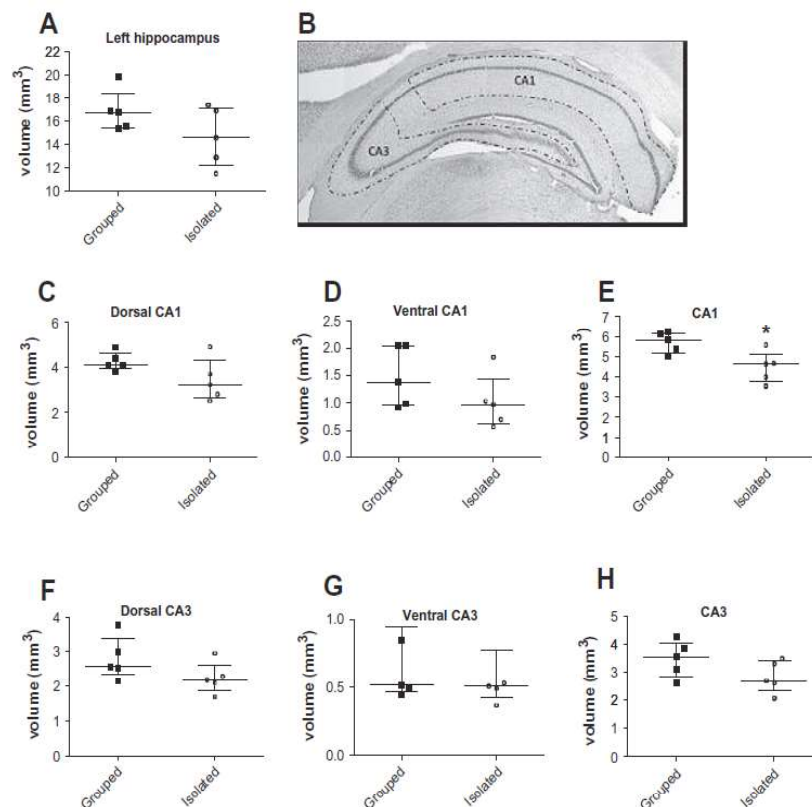 A
Left hippocampus
volume (mm³)
22
20
18
16
14
12
10
Grouped
Isolated
B
CA1
CA3
C
Dorsal CA1
volume (mm³)
6
4
2
0
Grouped
Isolated
D
Ventral CA1
volume (mm³)
2.5
2.0
1.5
1.0
0.5
0.0
Grouped
Isolated
E
CA1
volume (mm³)
7
6
5
4
3
2
1
0
*
Grouped
Isolated
F
Dorsal CA3
volume (mm³)
4
3
2
1
0
Grouped
Isolated
G
Ventral CA3
volume (mm³)
1.0
0.5
0.0
Grouped
Isolated
H
CA3
volume (mm³)
5
4
3
2
1
0
Grouped
Isolated